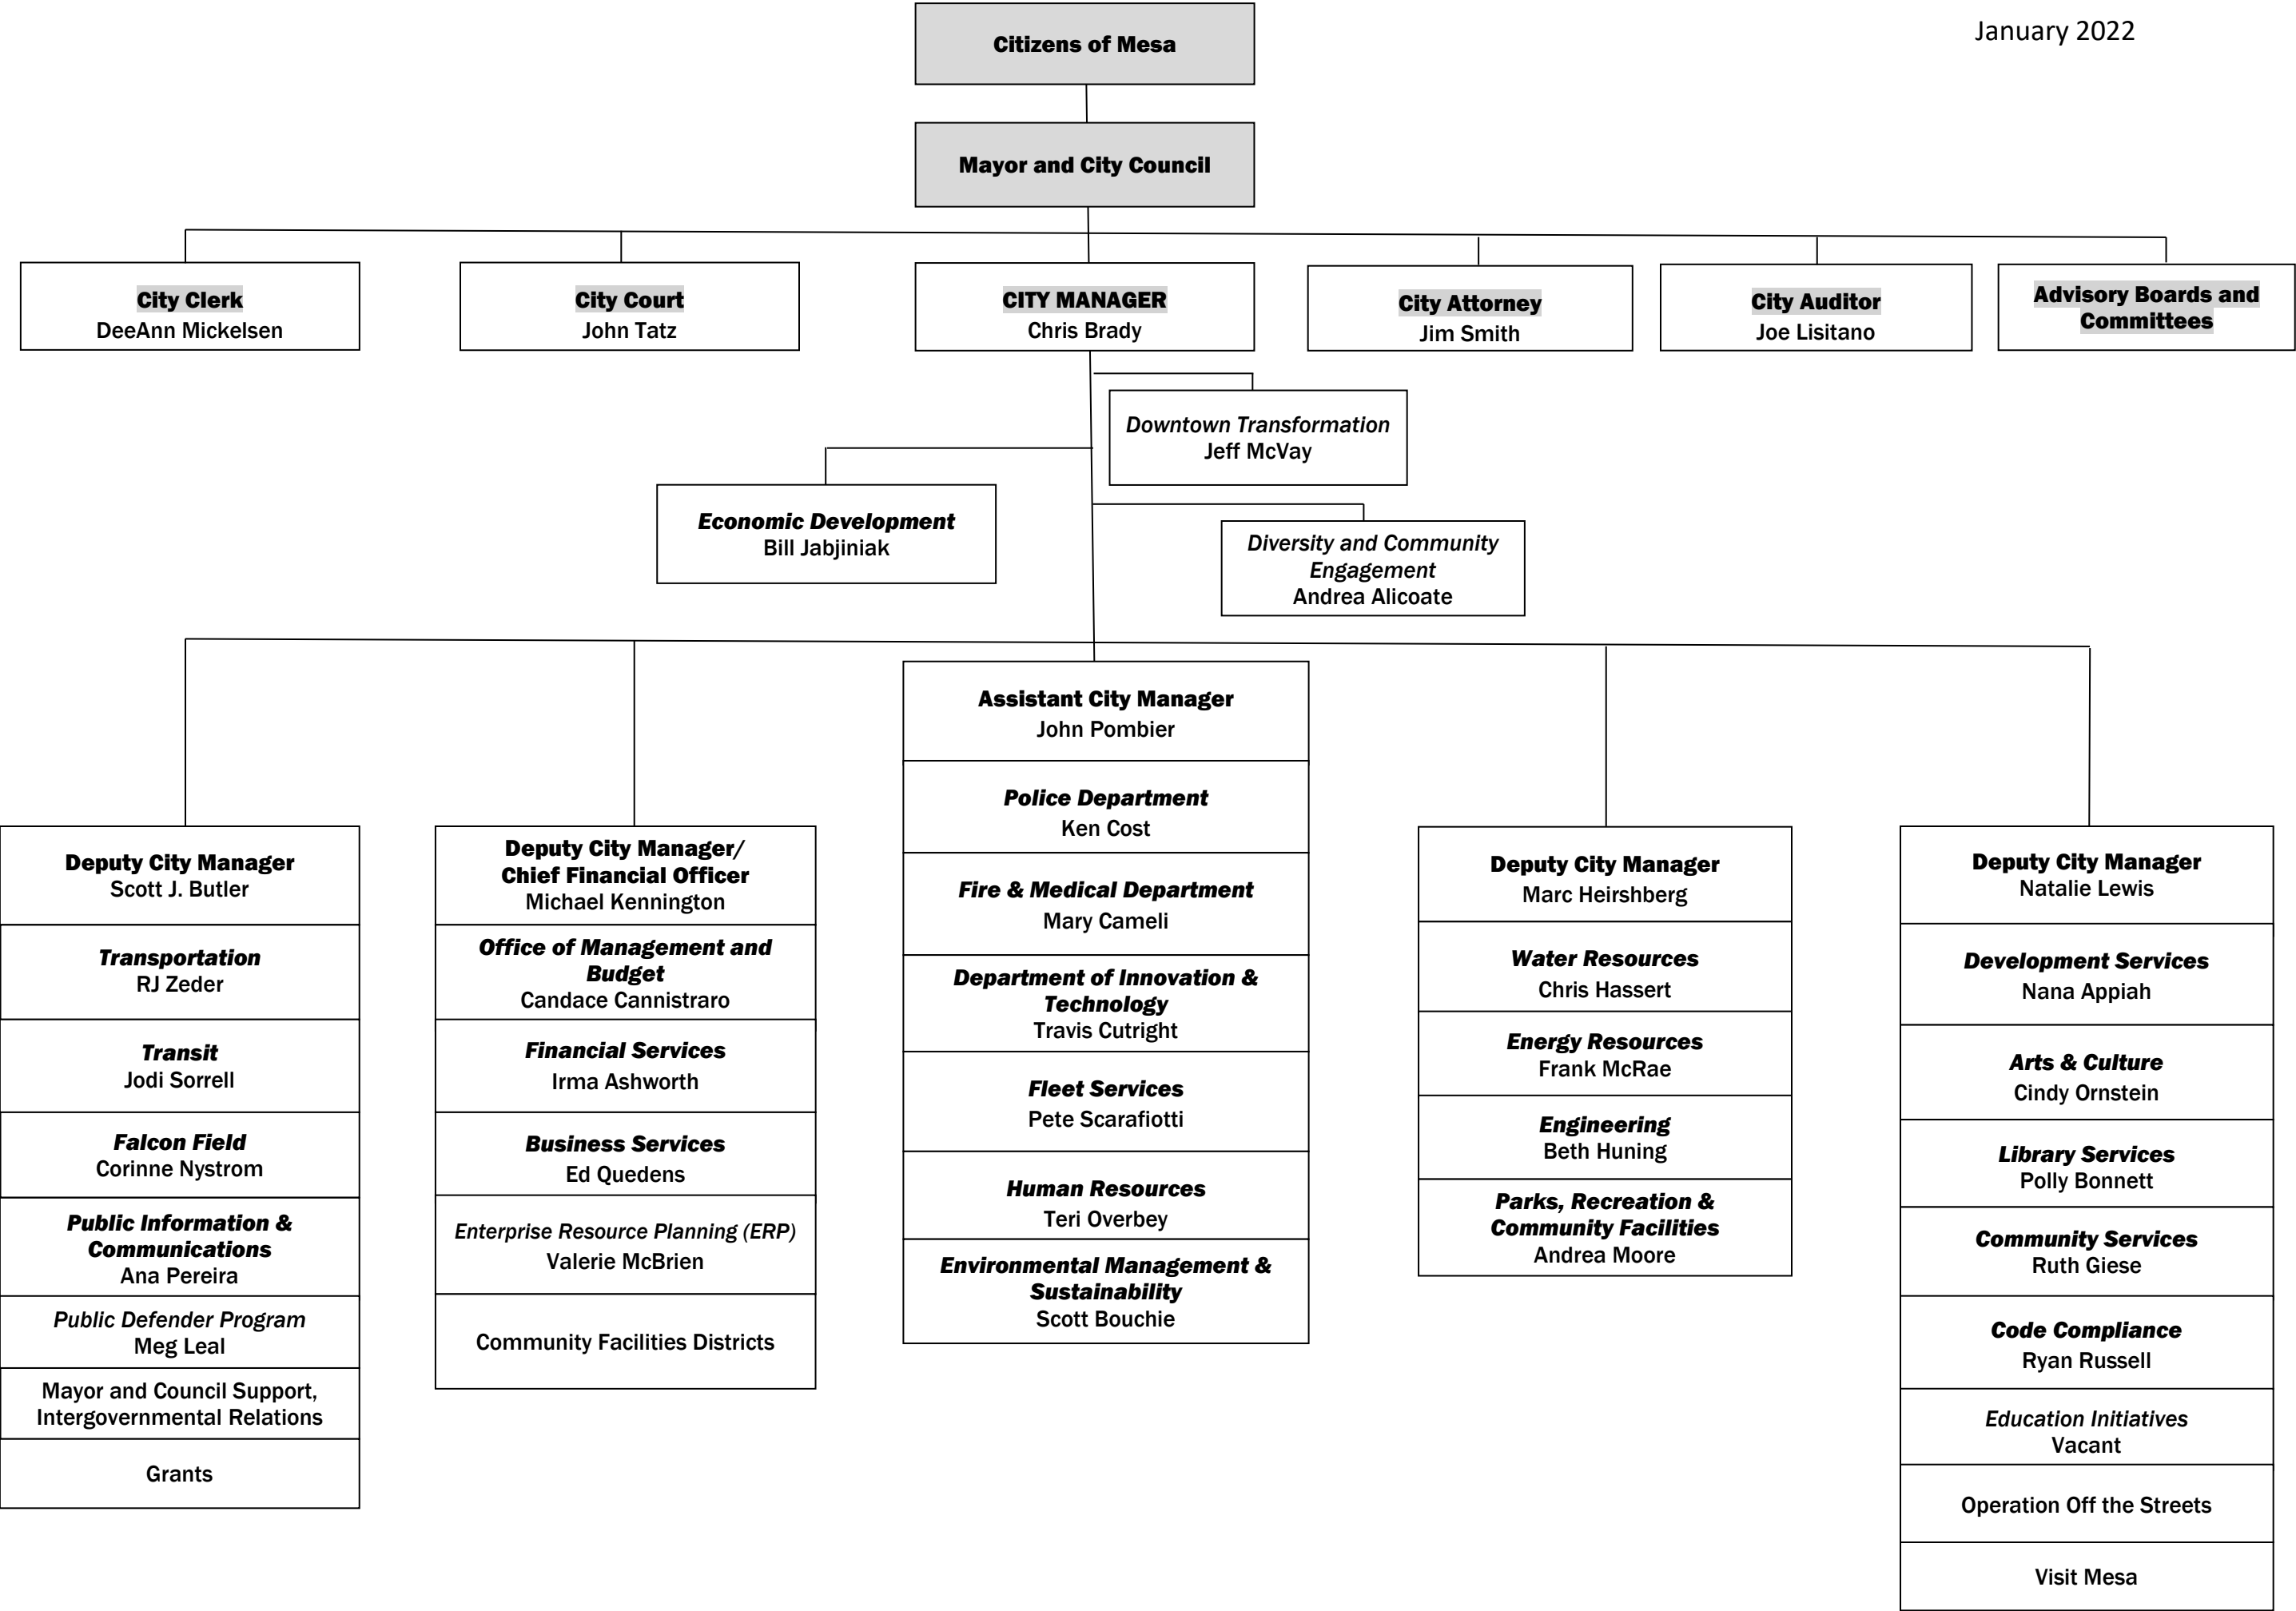 January 2022
Citizens of Mesa
Mayor and City Council
City Clerk
DeeAnn Mickelsen
City Court
John Tatz
CITY MANAGER
Chris Brady
City Attorney
Jim Smith
City Auditor
Joe Lisitano
Advisory Boards and
Committees
Downtown Transformation
Jeff McVay
Economic Development
Bill Jabjiniak
Diversity and Community
Engagement
Andrea Alicoate
Deputy City Manager
Scott J. Butler
Transportation
RJ Zeder
Transit
Jodi Sorrell
Falcon Field
Corinne Nystrom
Public Information &
Communications
Ana Pereira
Public Defender Program
Meg Leal
Mayor and Council Support,
Intergovernmental Relations
Grants
Deputy City Manager/
Chief Financial Officer
Michael Kennington
Office of Management and
Budget
Candace Cannistraro
Financial Services
Irma Ashworth
Business Services
Ed Quedens
Enterprise Resource Planning (ERP)
Valerie McBrien
Community Facilities Districts
Assistant City Manager
John Pombier
Police Department
Ken Cost
Fire & Medical Department
Mary Cameli
Department of Innovation &
Technology
Travis Cutright
Fleet Services
Pete Scarafiotti
Human Resources
Teri Overbey
Environmental Management &
Sustainability
Scott Bouchie
Deputy City Manager
Marc Heirshberg
Water Resources
Chris Hassert
Energy Resources
Frank McRae
Engineering
Beth Huning
Parks, Recreation &
Community Facilities
Andrea Moore
Deputy City Manager
Natalie Lewis
Development Services
Nana Appiah
Arts & Culture
Cindy Ornstein
Library Services
Polly Bonnett
Community Services
Ruth Giese
Code Compliance
Ryan Russell
Education Initiatives
Vacant
Operation Off the Streets
Visit Mesa